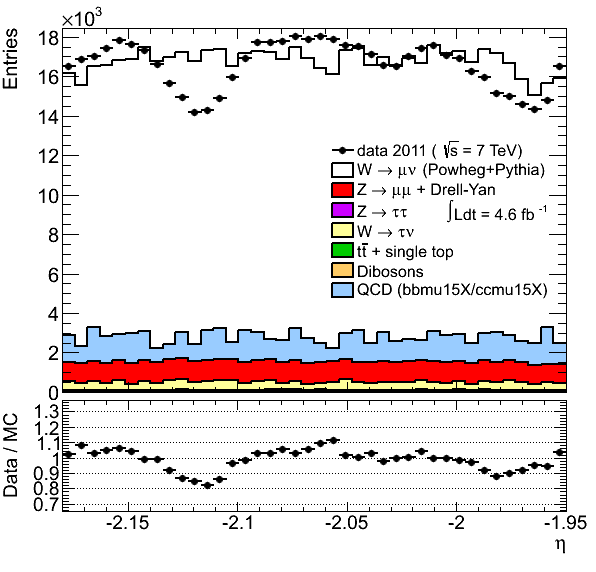 ×10³
Entries
18
16
14
12
10
8
6
4
2
0
data 2011 ( √s = 7 TeV)
W → μν (Powheg+Pythia)
Z → μμ + Drell-Yan
Z → ττ
∫Ldt = 4.6 fb⁻¹
W → τν
tt̄ + single top
Dibosons
QCD (bbmu15X/ccmu15X)
Data / MC
1.3
1.2
1.1
1
0.9
0.8
0.7
-2.15
-2.1
-2.05
-2
-1.95
η